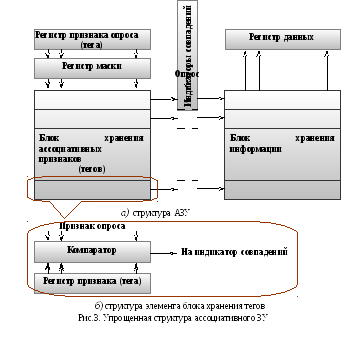 Регистр признака опроса
(тега)
Регистр маски
Индикаторы совпадений
Опрос
Регистр данных
Блок хранения
ассоциативных
признаков
(тегов)
Блок хранения
информации
а) структура АЗУ
Признак опроса
Компаратор
На индикатор совпадений
Регистр признака (тега)
б) структура элемента блока хранения тегов
Рис.3. Упрощенная структура ассоциативного ЗУ